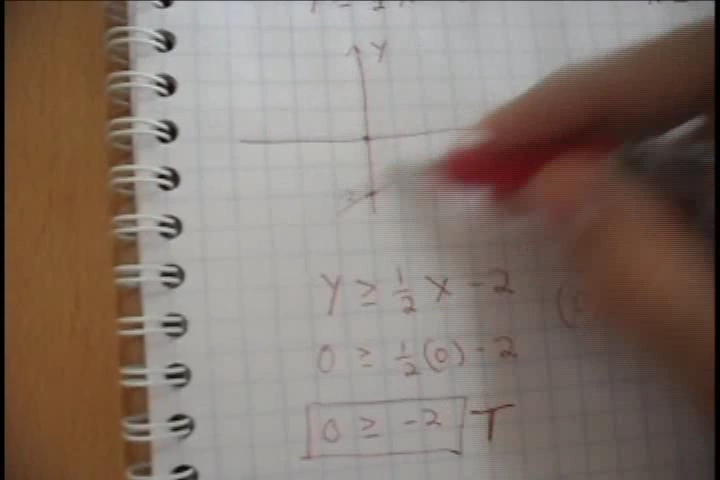 Y
Y ≥ 1/2 X - 2
0 ≥ 1/2 (0) - 2
0 ≥ -2 T